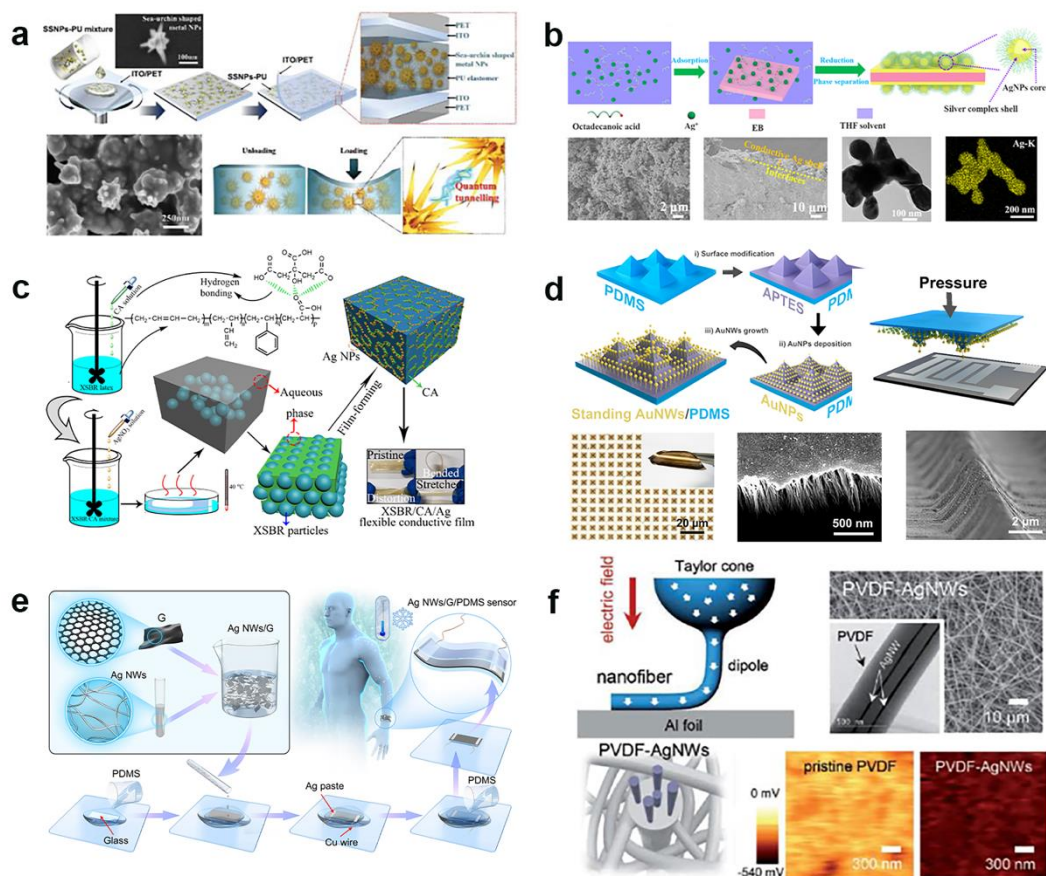 a
SSNPs-PU mixture
Sea-urchin shaped
metal NPs
100nm
ITO/PET
SSNPs-PU
ITO/PET
PET
ITO
Sea-urchin shaped
metal NPs
PU elastomer
ITO
PET
250nm
Unloading
Loading
Quantum
tunnelling
b
Adsorption
Reduction
Phase separation
AgNPs core
Silver complex shell
Octadecanoic acid
Ag⁺
EB
THF solvent
2 µm
Conductive Ag shell
Interfaces
10 µm
100 nm
Ag-K
200 nm
c
CA solution
XSBR latex
Hydrogen
bonding
Ag NPs
CA
AgNO₃ solution
XSBR/CA mixture
40 °C
Aqueous
phase
Film-forming
XSBR particles
Pristine
Bended
Stretched
Distortion
XSBR/CA/Ag
flexible conductive film
d
PDMS
i) Surface modification
APTES
PDM
ii) AuNPs deposition
AuNPs
PDM
iii) AuNWs growth
Standing AuNWs/PDMS
Pressure
20 µm
500 nm
2 µm
e
G
Ag NWs
Ag NWs/G
Ag NWs/G/PDMS sensor
PDMS
Glass
Ag paste
Cu wire
PDMS
f
electric field
Taylor cone
nanofiber
dipole
Al foil
PVDF-AgNWs
PVDF
AgNW
10 µm
PVDF-AgNWs
0 mV
-540 mV
pristine PVDF
300 nm
PVDF-AgNWs
300 nm